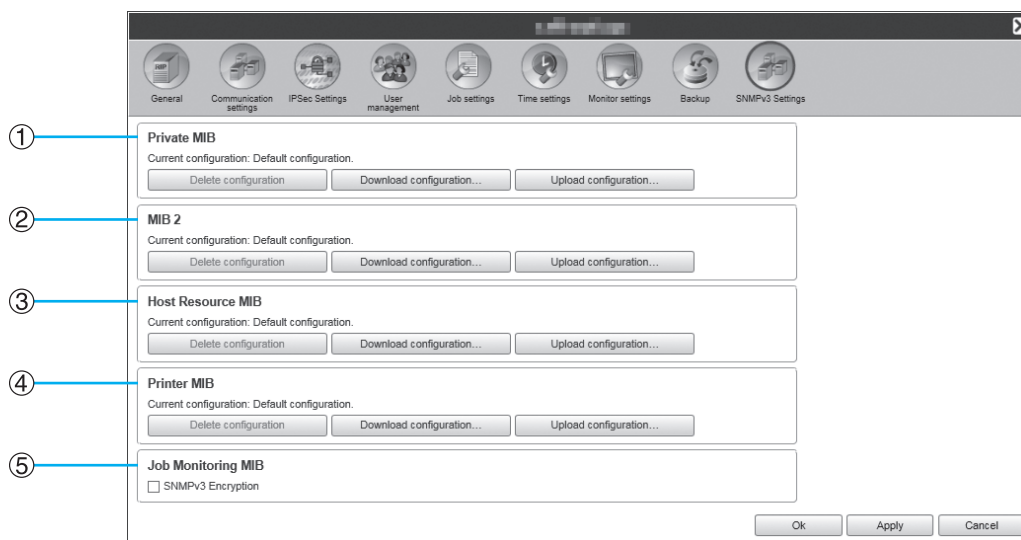 General
Communication settings
IPSec Settings
User management
Job settings
Time settings
Monitor settings
Backup
SNMPv3 Settings
①
Private MIB
Current configuration: Default configuration.
Delete configuration
Download configuration...
Upload configuration...
②
MIB 2
Current configuration: Default configuration.
Delete configuration
Download configuration...
Upload configuration...
③
Host Resource MIB
Current configuration: Default configuration.
Delete configuration
Download configuration...
Upload configuration...
④
Printer MIB
Current configuration: Default configuration.
Delete configuration
Download configuration...
Upload configuration...
⑤
Job Monitoring MIB
SNMPv3 Encryption
Ok
Apply
Cancel